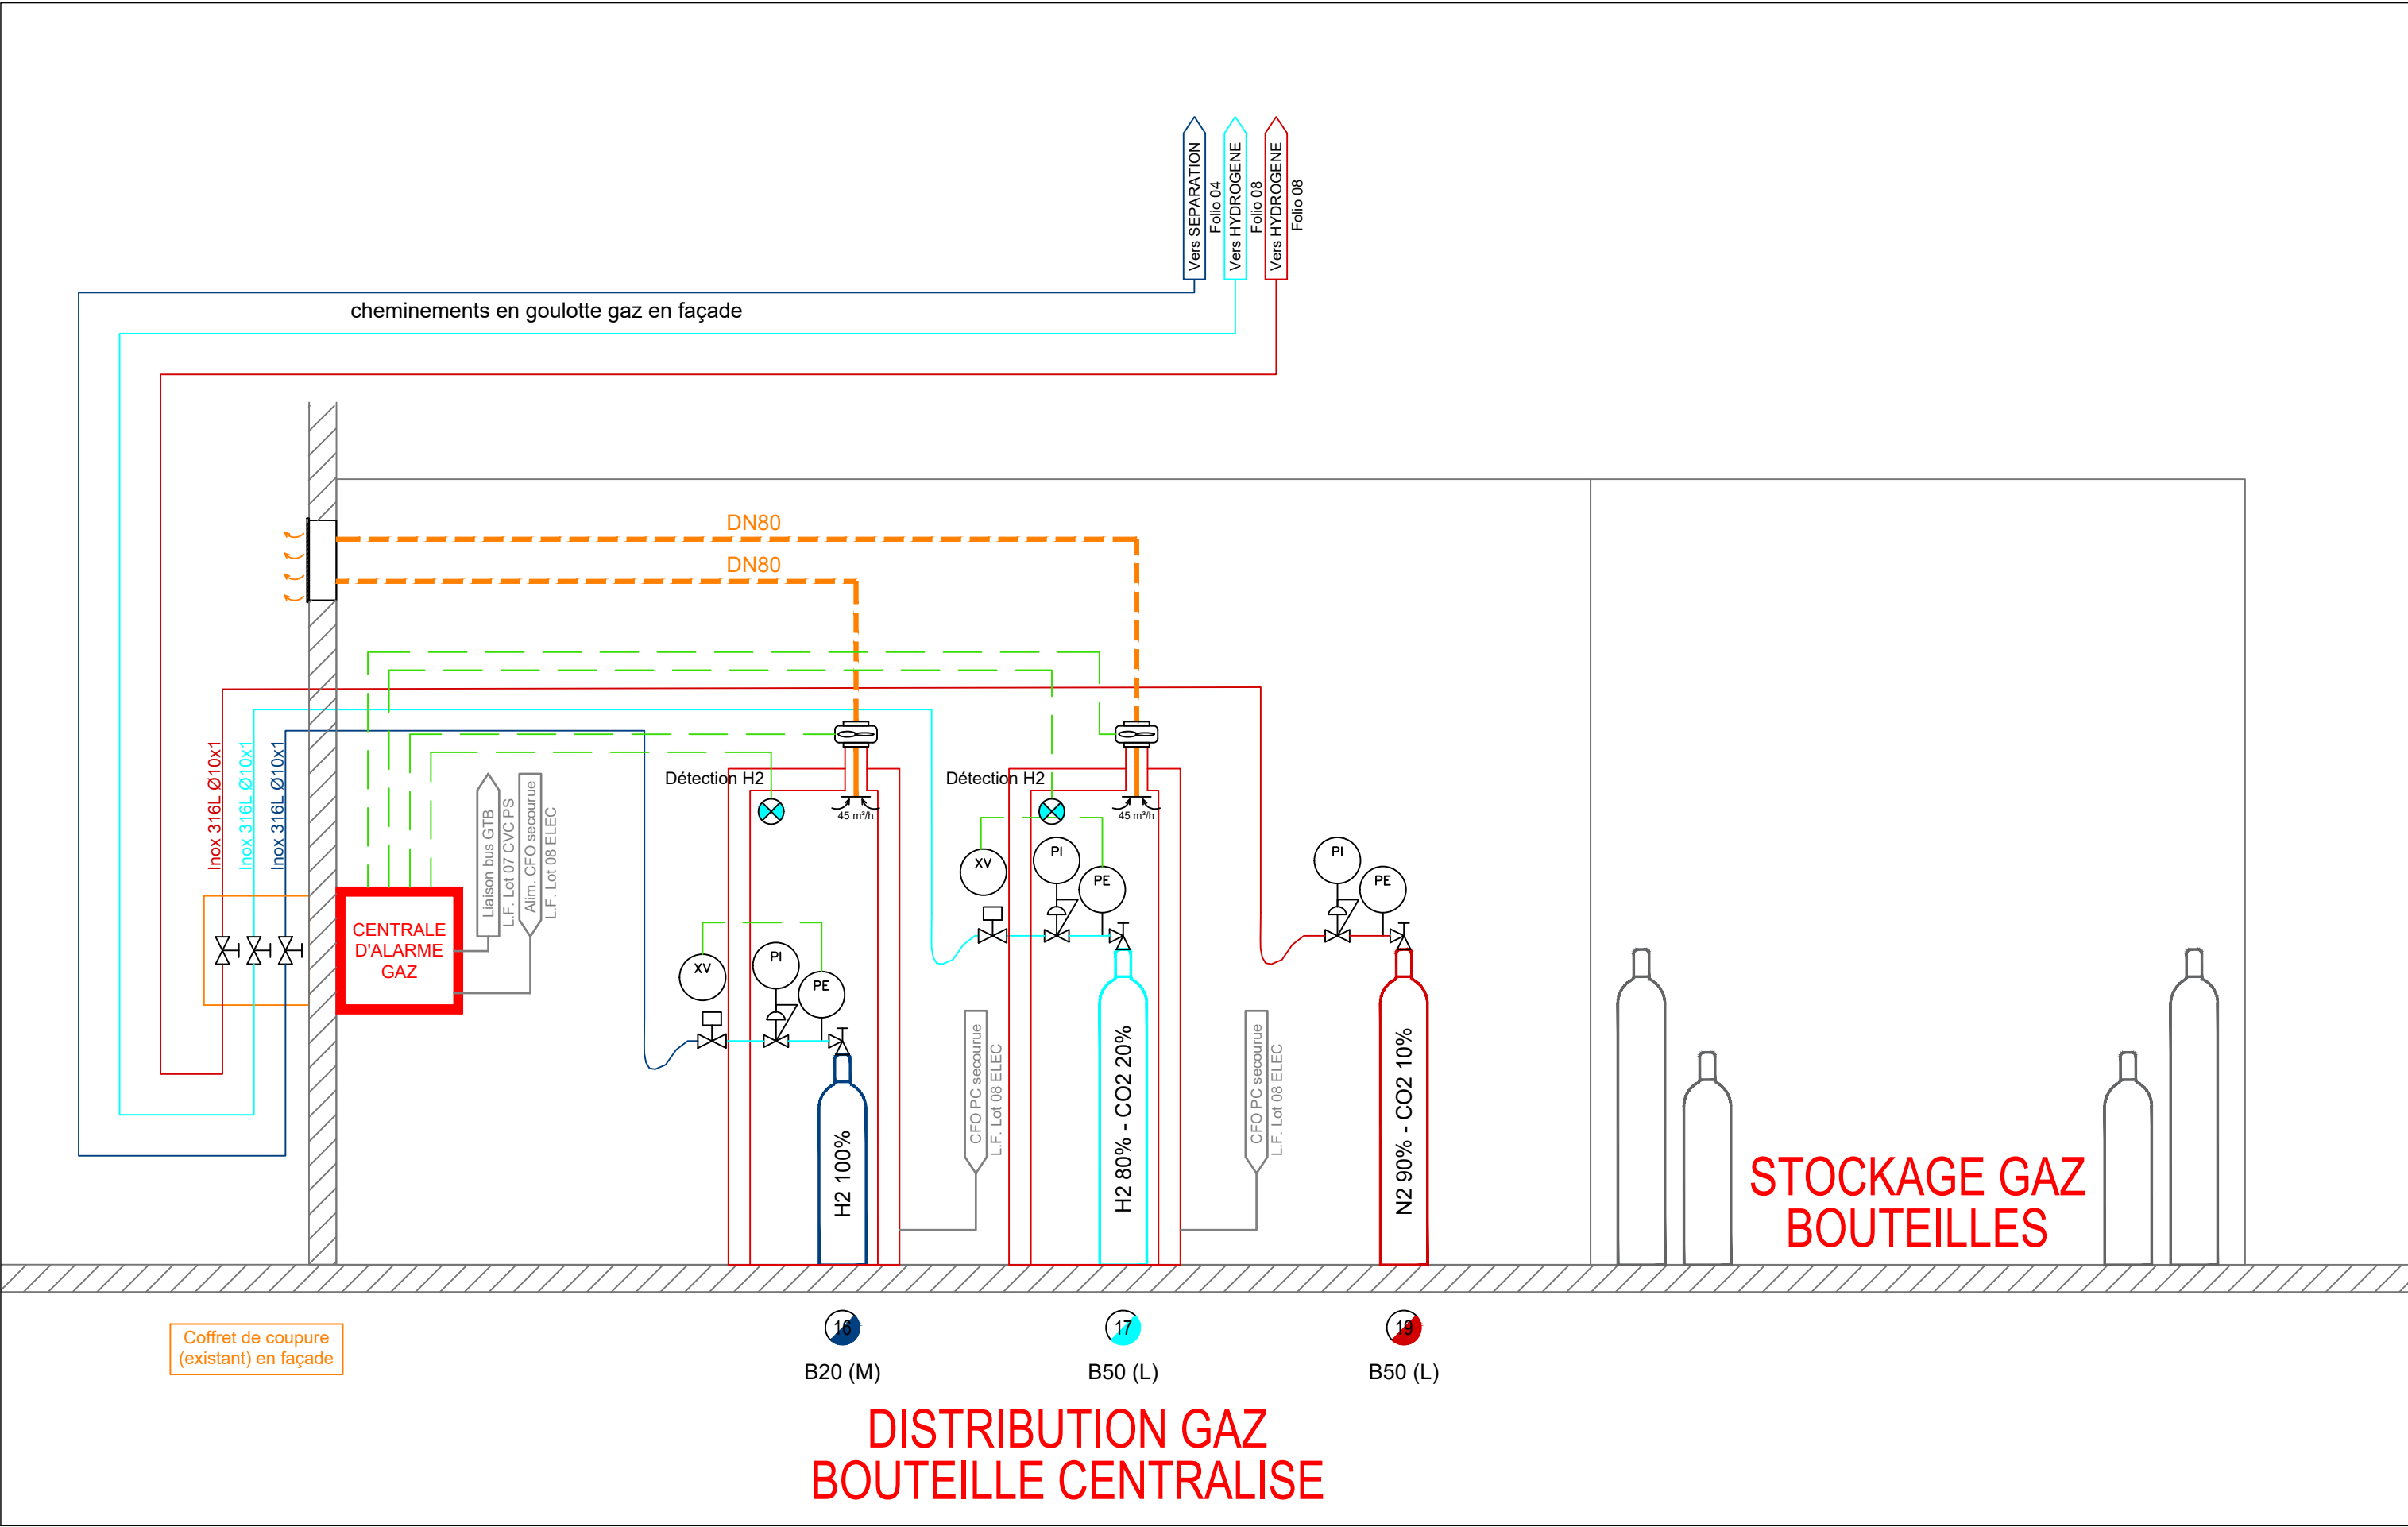 Vers SEPARATION
Folio 04
Vers HYDROGENE
Folio 08
Vers HYDROGENE
Folio 08
cheminements en goulotte gaz en façade
DN80
DN80
Inox 316L Ø10x1
Inox 316L Ø10x1
Inox 316L Ø10x1
Liaison bus GTB
L.F. Lot 07 CVC PS
Alim. CFO secourue
L.F. Lot 08 ELEC
Détection H2
45 m³/h
Détection H2
45 m³/h
XV
PI
PE
PI
PE
CENTRALE
D'ALARME
GAZ
XV
PI
PE
CFO PC secourue
L.F. Lot 08 ELEC
CFO PC secourue
L.F. Lot 08 ELEC
H2 100%
H2 80% - CO2 20%
N2 90% - CO2 10%
STOCKAGE GAZ
BOUTEILLES
Coffret de coupure
(existant) en façade
16
17
19
B20 (M)
B50 (L)
B50 (L)
DISTRIBUTION GAZ
BOUTEILLE CENTRALISE